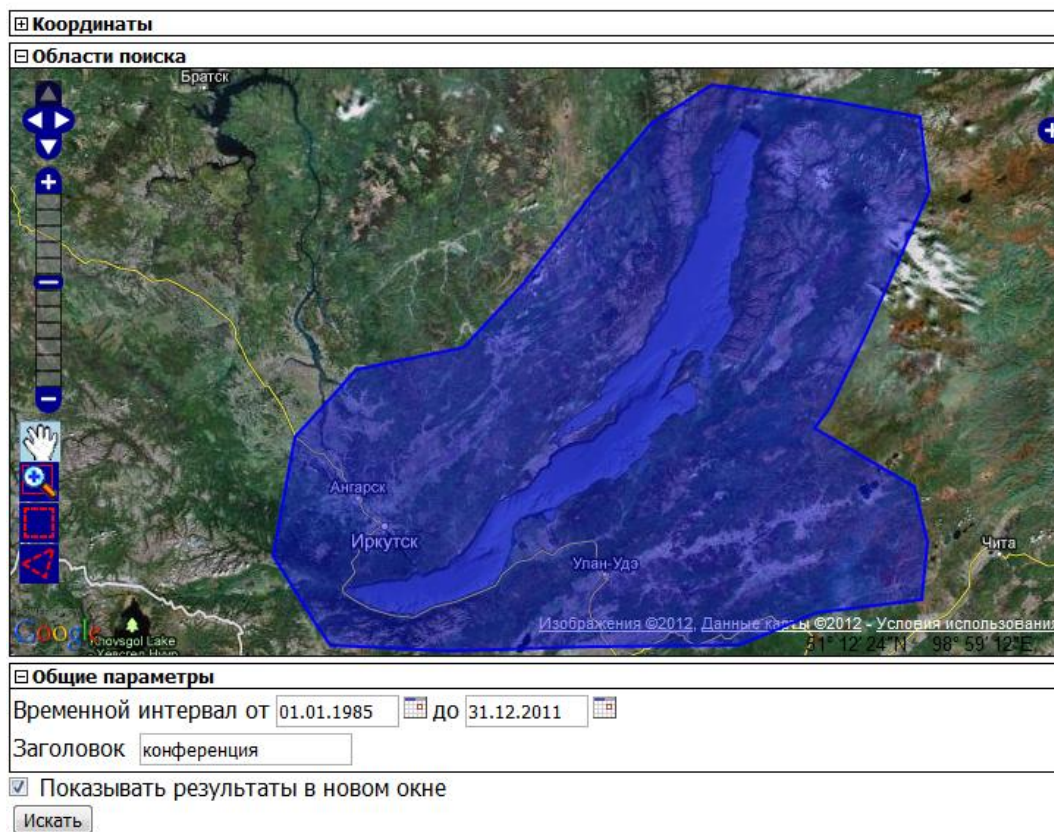 Координаты
Области поиска
Братск
Ангарск
Иркутск
Улан-Удэ
Чита
Google
Khovsgol Lake
Изображения ©2012, Данные карты ©2012 - Условия использования
51° 12' 24"N 98° 59' 12"E
Общие параметры
Временной интервал от 01.01.1985 до 31.12.2011
Заголовок конференция
Показывать результаты в новом окне
Искать